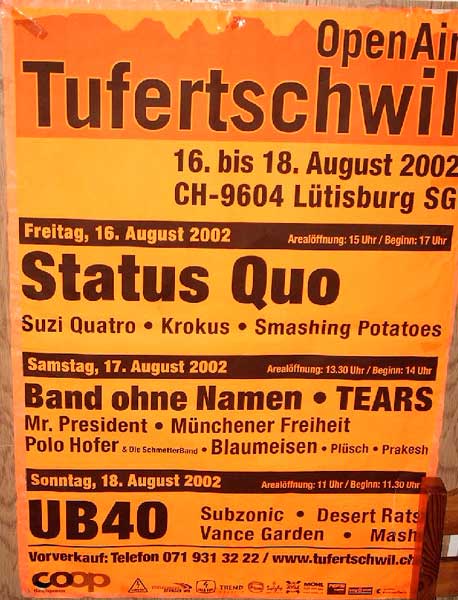 OpenAir
Tufertschwil
16. bis 18. August 2002
CH-9604 Lütisburg SG
Freitag, 16. August 2002 Arealöffnung: 15 Uhr / Beginn: 17 Uhr
Status Quo
Suzi Quatro • Krokus • Smashing Potatoes
Samstag, 17. August 2002 Arealöffnung: 13.30 Uhr / Beginn: 14 Uhr
Band ohne Namen • TEARS
Mr. President • Münchener Freiheit
Polo Hofer & Die SchmetterBand • Blaumeisen • Plüsch • Prakesh
Sonntag, 18. August 2002 Arealöffnung: 11 Uhr / Beginn: 11.30 Uhr
UB40
Subzonic • Desert Rats
Vance Garden • Mash
Vorverkauf: Telefon 071 931 32 22 / www.tufertschwil.ch
coop
TREND
MÖHL